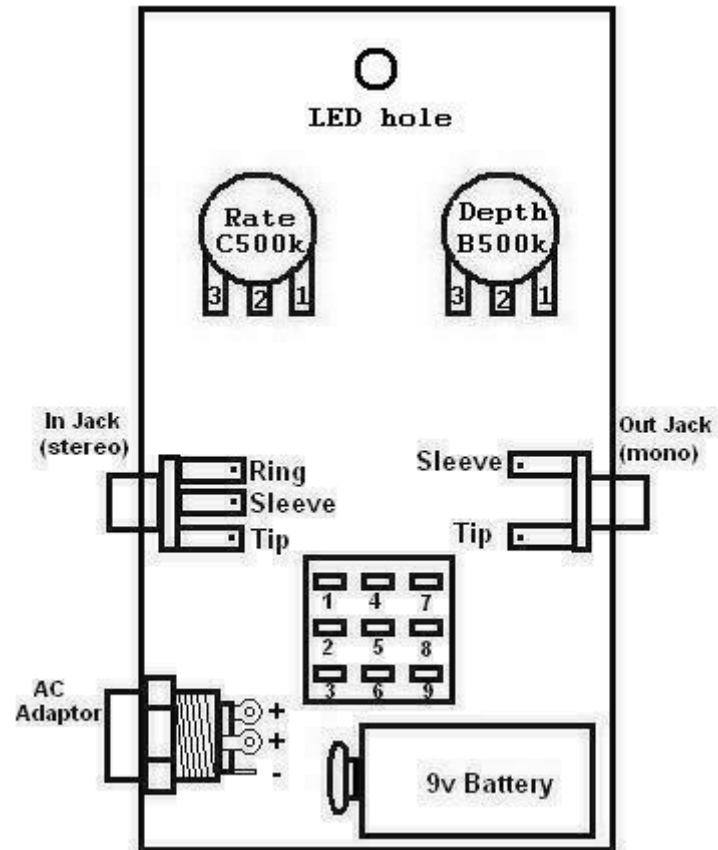 LED hole
Rate
C500k
3 2 1
Depth
B500k
3 2 1
In Jack
(stereo)
Ring
Sleeve
Tip
Out Jack
(mono)
Sleeve
Tip
1 4 7
2 5 8
3 6 9
AC
Adaptor
+
+
-
9v Battery